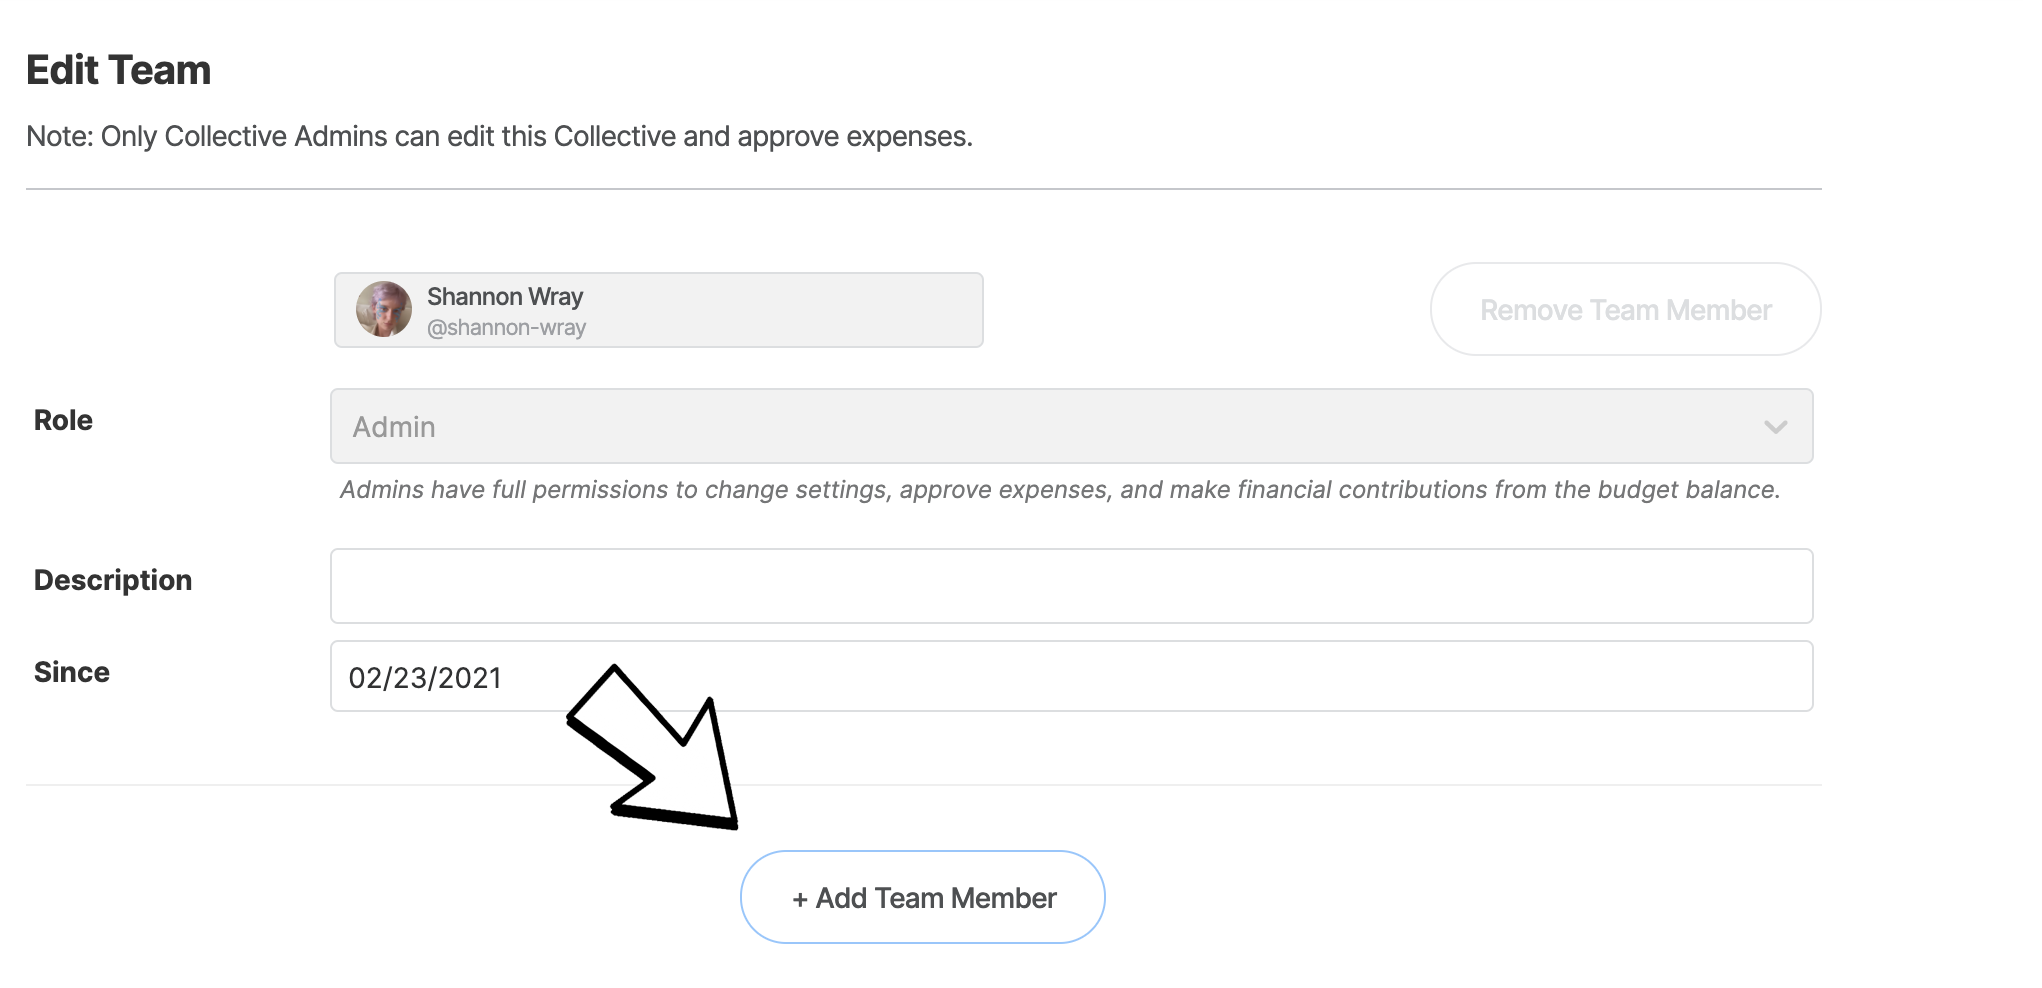 Edit Team
Note: Only Collective Admins can edit this Collective and approve expenses.
Shannon Wray
@shannon-wray
Remove Team Member
Role
Admin
Admins have full permissions to change settings, approve expenses, and make financial contributions from the budget balance.
Description
Since
02/23/2021
+ Add Team Member